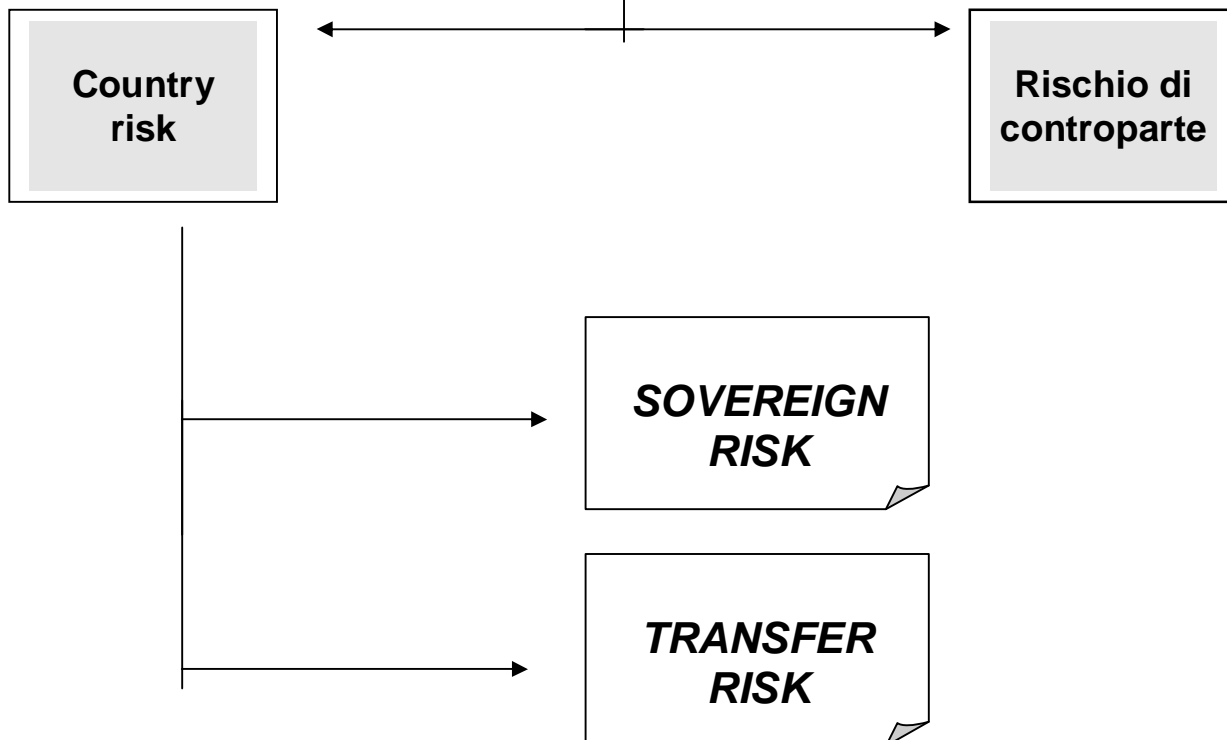 Country
risk
Rischio di
controparte
SOVEREIGN
RISK
TRANSFER
RISK